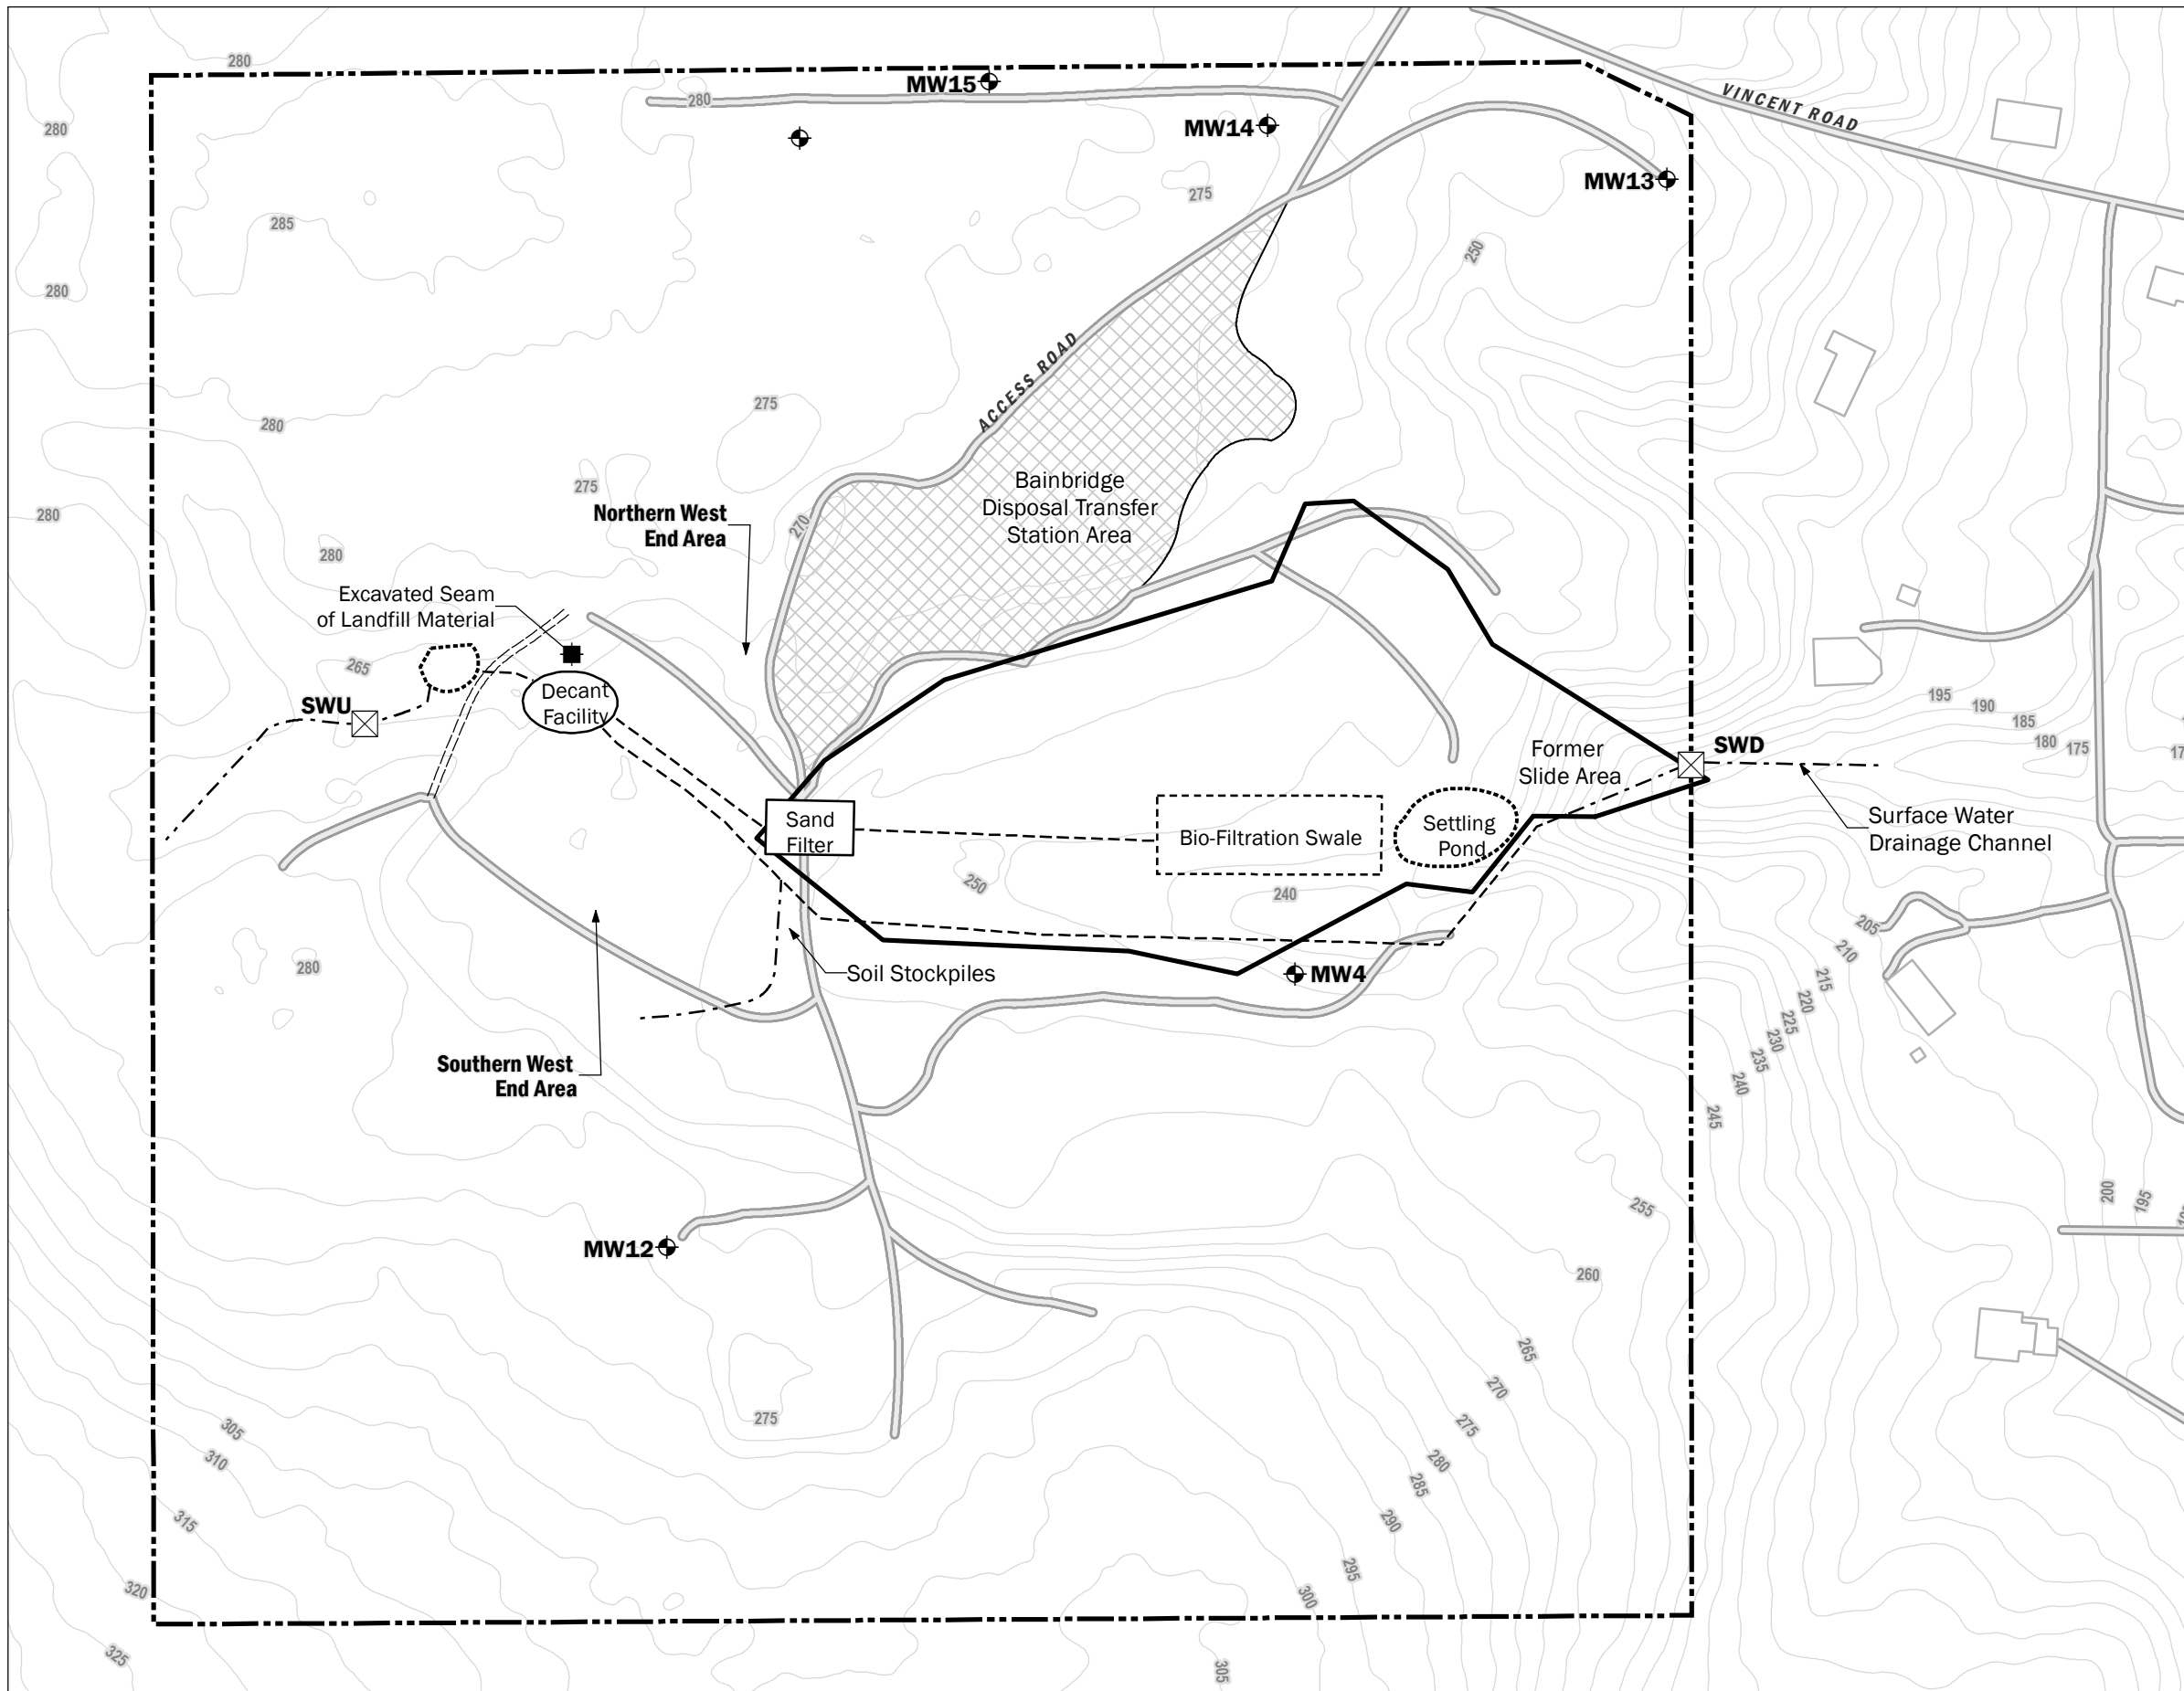 280
MW15
280
280
VINCENT ROAD
MW14
MW13
275
285
250
280
ACCESS ROAD
275
280
Bainbridge
Disposal Transfer
Station Area
275
Northern West
End Area
270
280
280
Excavated Seam
of Landfill Material
265
SWU
Decant
Facility
195
190
185
180
175
Former
Slide Area
SWD
Sand
Filter
Bio-Filtration Swale
Settling
Pond
Surface Water
Drainage Channel
250
240
205
210
215
220
225
230
235
240
245
280
Soil Stockpiles
MW4
Southern West
End Area
200
195
255
MW12
260
265
270
275
280
285
290
295
300
305
275
305
310
315
320
325